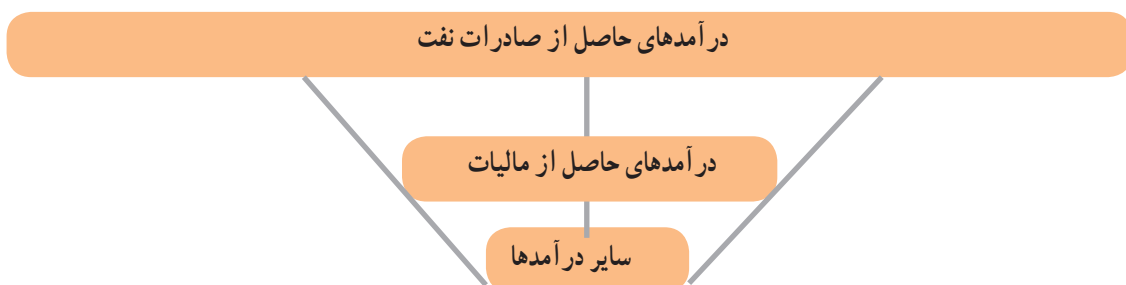 درآمدهای حاصل از صادرات نفت
درآمدهای حاصل از مالیات
سایر درآمدها